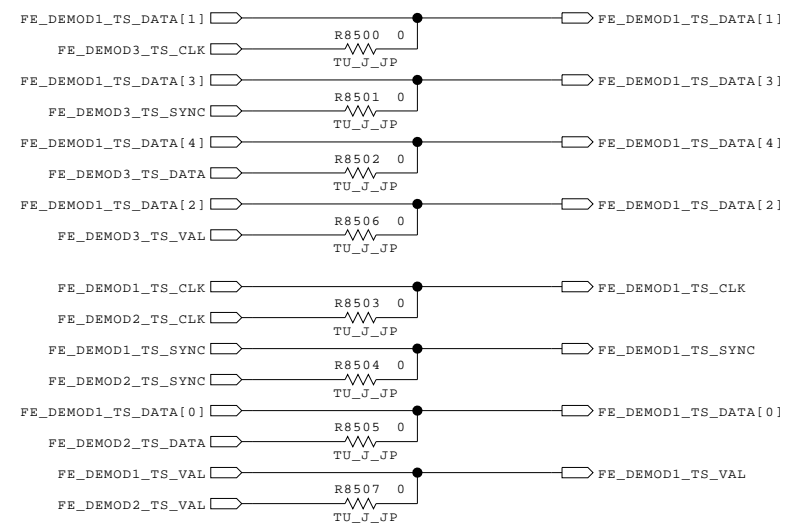 FE_DEMOD1_TS_DATA[1] FE_DEMOD1_TS_DATA[1]
R8500 0
FE_DEMOD3_TS_CLK
TU_J_JP
FE_DEMOD1_TS_DATA[3] FE_DEMOD1_TS_DATA[3]
R8501 0
FE_DEMOD3_TS_SYNC
TU_J_JP
FE_DEMOD1_TS_DATA[4] FE_DEMOD1_TS_DATA[4]
R8502 0
FE_DEMOD3_TS_DATA
TU_J_JP
FE_DEMOD1_TS_DATA[2] FE_DEMOD1_TS_DATA[2]
R8506 0
FE_DEMOD3_TS_VAL
TU_J_JP
FE_DEMOD1_TS_CLK FE_DEMOD1_TS_CLK
R8503 0
FE_DEMOD2_TS_CLK
TU_J_JP
FE_DEMOD1_TS_SYNC FE_DEMOD1_TS_SYNC
R8504 0
FE_DEMOD2_TS_SYNC
TU_J_JP
FE_DEMOD1_TS_DATA[0] FE_DEMOD1_TS_DATA[0]
R8505 0
FE_DEMOD2_TS_DATA
TU_J_JP
FE_DEMOD1_TS_VAL FE_DEMOD1_TS_VAL
R8507 0
FE_DEMOD2_TS_VAL
TU_J_JP